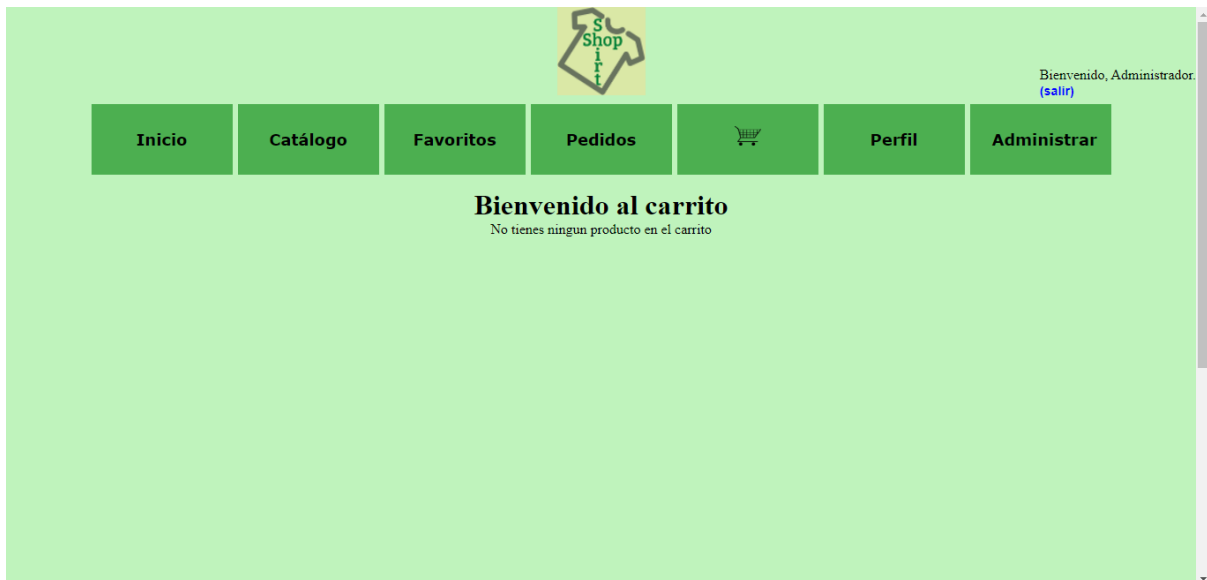 S
Shop
i
r
t
Bienvenido, Administrador.
(salir)
Inicio Catálogo Favoritos Pedidos Perfil Administrar
Bienvenido al carrito
No tienes ningun producto en el carrito